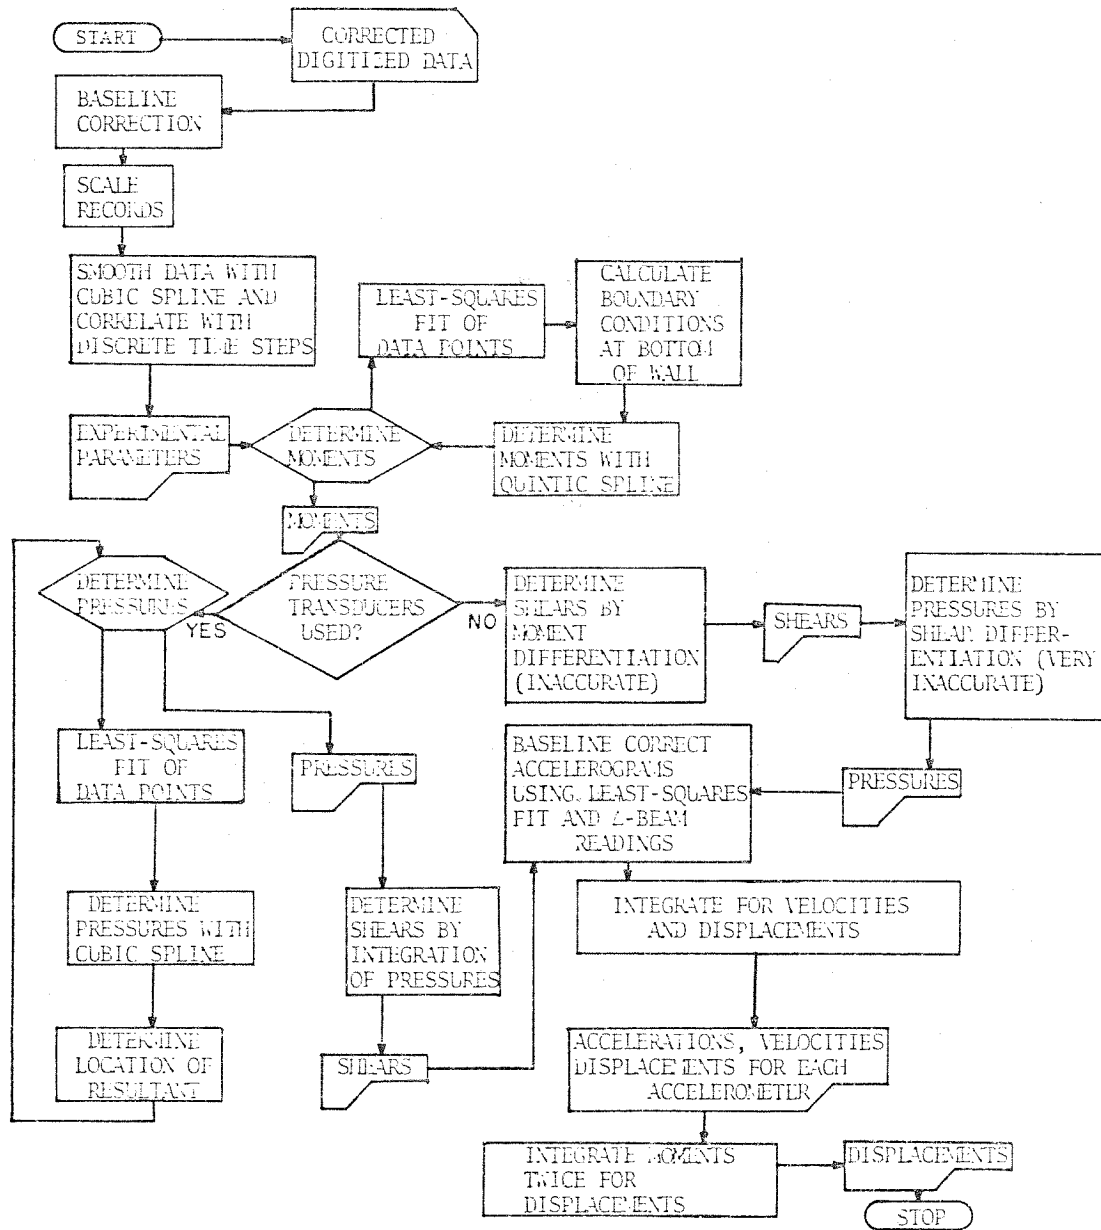 START
CORRECTED
DIGITIZED DATA
BASELINE
CORRECTION
SCALE
RECORDS
SMOOTH DATA WITH
CUBIC SPLINE AND
CORRELATE WITH
DISCRETE TIME STEPS
LEAST-SQUARES
FIT OF
DATA POINTS
CALCULATE
BOUNDARY
CONDITIONS
AT BOTTOM
OF WALL
EXPERIMENTAL
PARAMETERS
DETERMINE
MOMENTS
DETERMINE
MOMENTS WITH
QUINTIC SPLINE
MOMENTS
DETERMINE
PRESSURES
YES
PRESSURE
TRANSDUCERS
USED?
NO
DETERMINE
SHEARS BY
MOMENT
DIFFERENTIATION
(INACCURATE)
SHEARS
DETERMINE
PRESSURES BY
SHEAR DIFFER-
ENTIATION (VERY
INACCURATE)
LEAST-SQUARES
FIT OF
DATA POINTS
PRESSURES
BASELINE CORRECT
ACCELEROGRAMS
USING LEAST-SQUARES
FIT AND Δ-BEAM
READINGS
PRESSURES
DETERMINE
PRESSURES WITH
CUBIC SPLINE
DETERMINE
SHEARS BY
INTEGRATION
OF PRESSURES
INTEGRATE FOR VELOCITIES
AND DISPLACEMENTS
DETERMINE
LOCATION OF
RESULTANT
SHEARS
ACCELERATIONS, VELOCITIES
DISPLACEMENTS FOR EACH
ACCELEROMETER
INTEGRATE MOMENTS
TWICE FOR
DISPLACEMENTS
DISPLACEMENTS
STOP